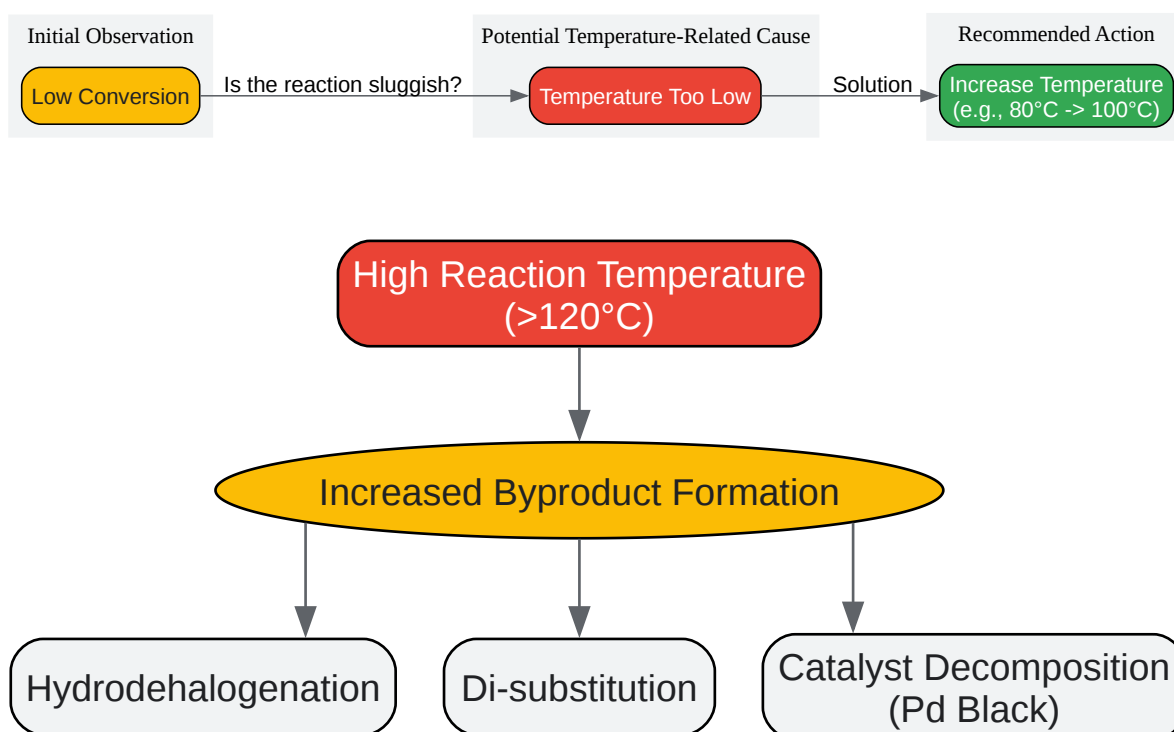 Initial Observation
Potential Temperature-Related Cause
Recommended Action
Low Conversion
Is the reaction sluggish?
Temperature Too Low
Solution
Increase Temperature
(e.g., 80°C -> 100°C)
High Reaction Temperature
(>120°C)
Increased Byproduct Formation
Hydrodehalogenation
Di-substitution
Catalyst Decomposition
(Pd Black)